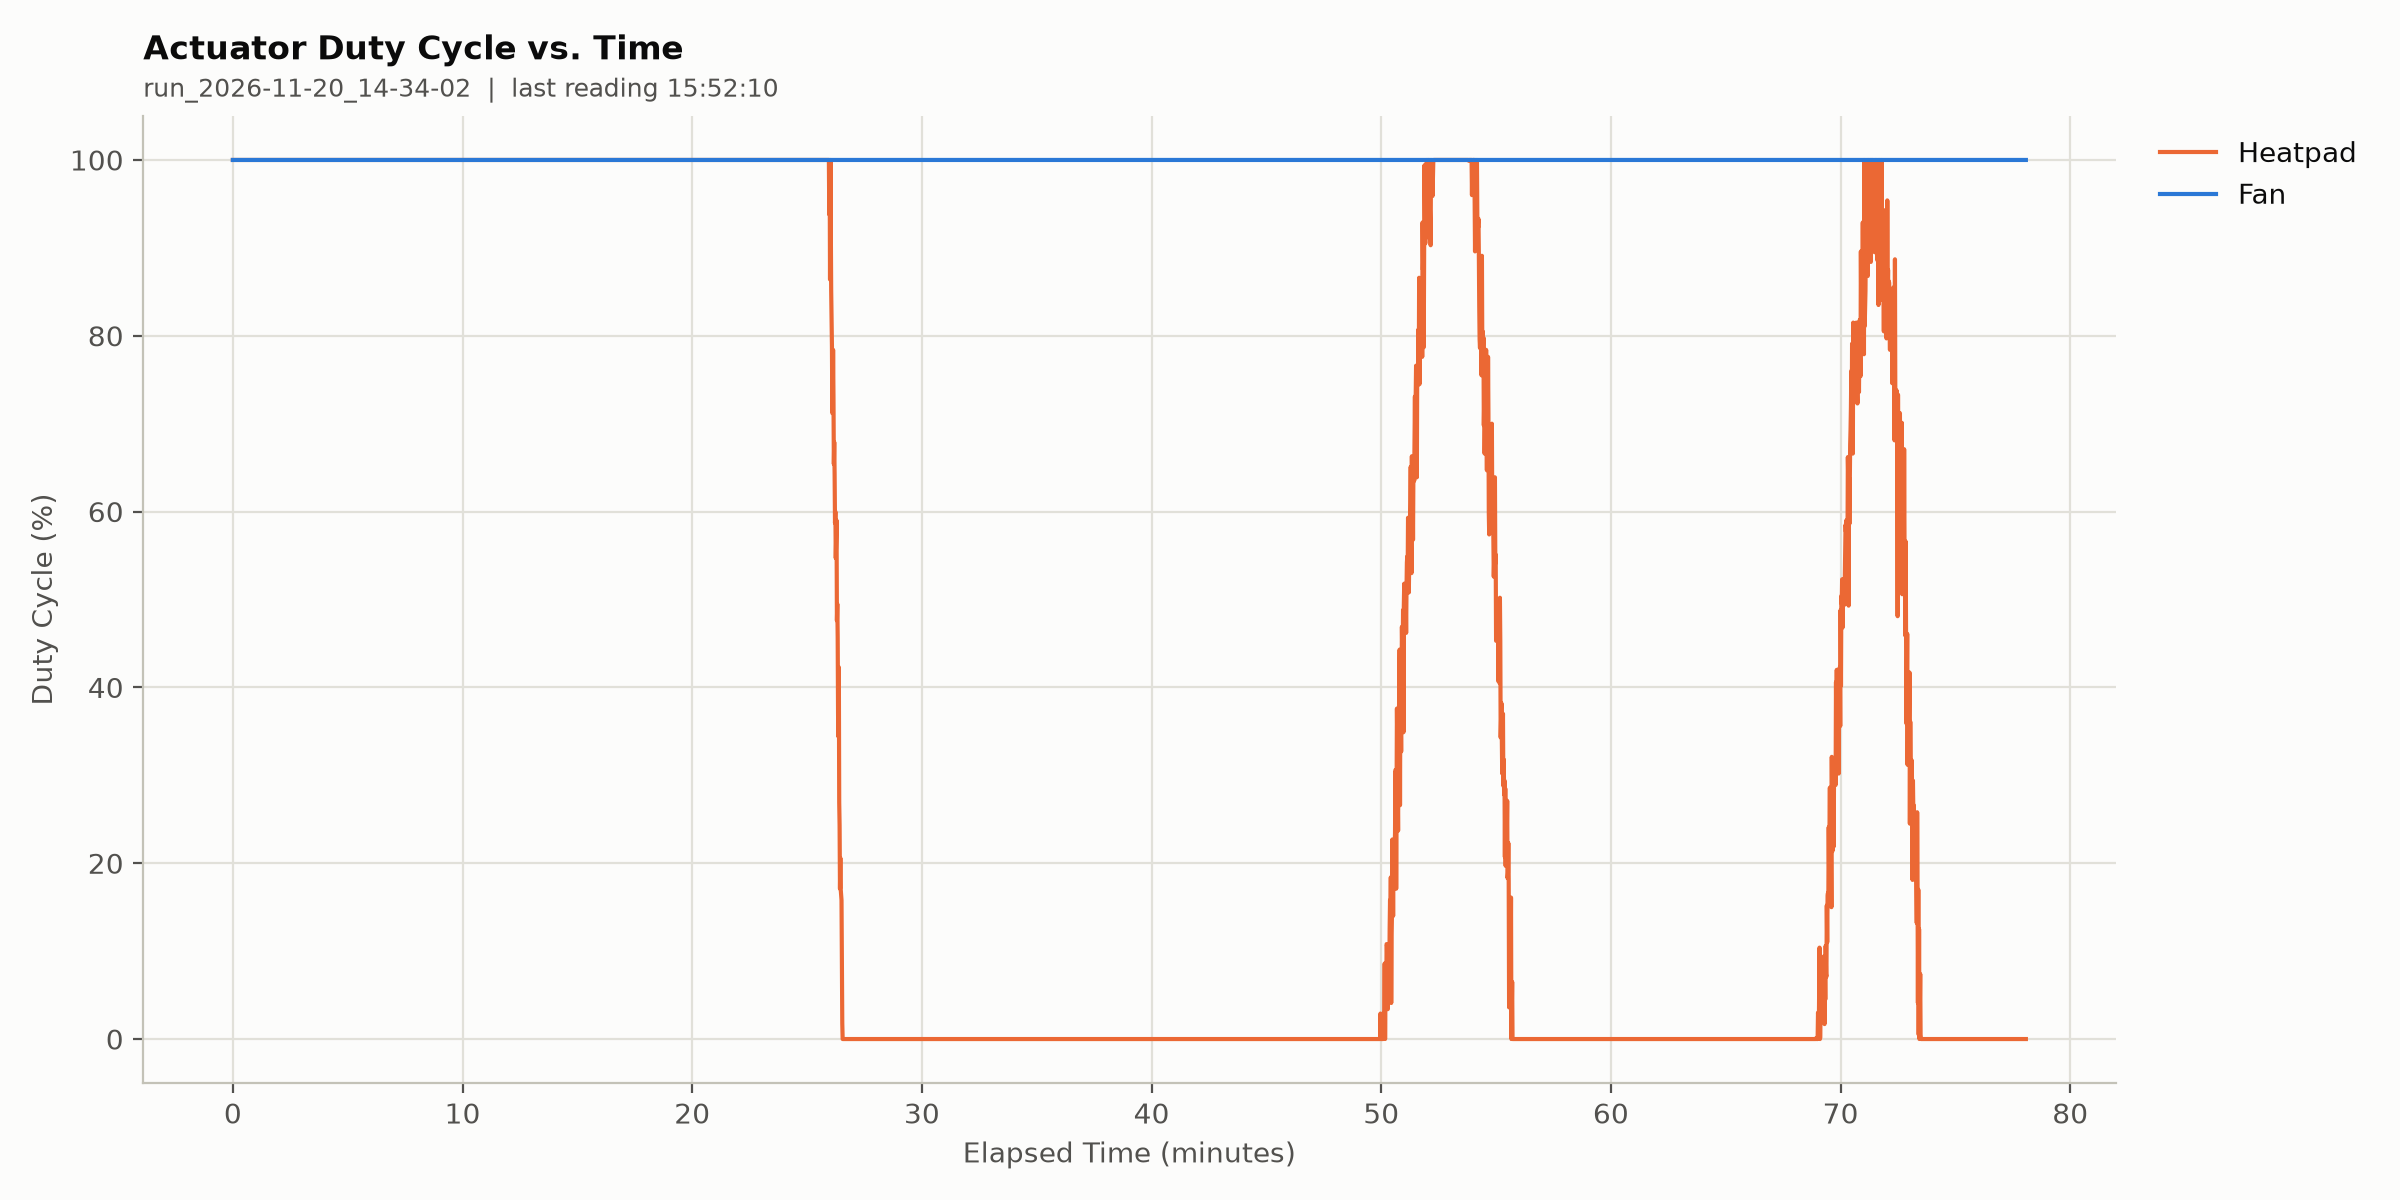 Actuator Duty Cycle vs. Time
run_2026-11-20_14-34-02 | last reading 15:52:10
Heatpad
Fan
Duty Cycle (%)
100
80
60
40
20
0
0 10 20 30 40 50 60 70 80
Elapsed Time (minutes)